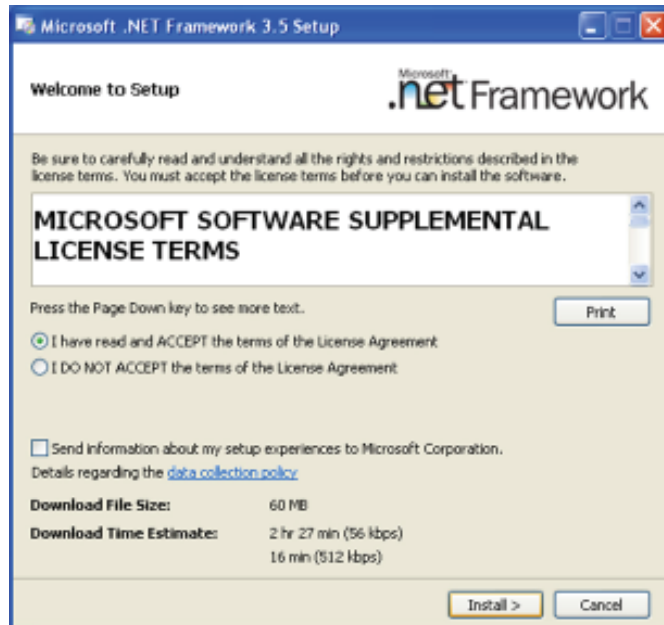 Microsoft .NET Framework 3.5 Setup
Welcome to Setup
Microsoft
.net Framework
Be sure to carefully read and understand all the rights and restrictions described in the
license terms. You must accept the license terms before you can install the software.
MICROSOFT SOFTWARE SUPPLEMENTAL
LICENSE TERMS
Press the Page Down key to see more text.
Print
I have read and ACCEPT the terms of the License Agreement
I DO NOT ACCEPT the terms of the License Agreement
Send information about my setup experiences to Microsoft Corporation.
Details regarding the data collection policy
Download File Size: 60 MB
Download Time Estimate: 2 hr 27 min (56 kbps)
16 min (512 kbps)
Install > Cancel